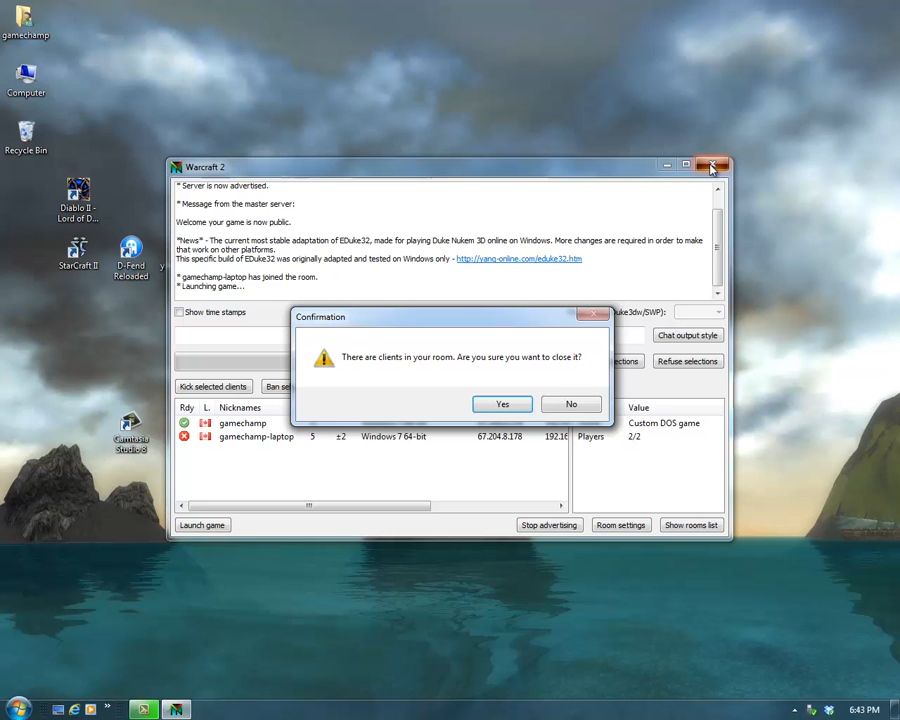 gamechamp
Computer
Recycle Bin
Diablo II -
Lord of D...
StarCraft II
D-Fend
Reloaded
Camtasia
Studio 8
Warcraft 2
* Server is now advertised.
* Message from the master server:
Welcome your game is now public.
*News* - The current most stable adaptation of EDuke32, made for playing Duke Nukem 3D online on Windows. More changes are required in order to make
that work on other platforms.
This specific build of EDuke32 was originally adapted and tested on Windows only - http://yang-online.com/eduke32.htm
* gamechamp-laptop has joined the room.
* Launching game...
Show time stamps
uke3dw/SWP):
Chat output style
ections
Refuse selections
Confirmation
There are clients in your room. Are you sure you want to close it?
Yes
No
Kick selected clients
Ban sel
Rdy L. Nicknames
Value
gamechamp
Custom DOS game
gamechamp-laptop 5 ±2 Windows 7 64-bit 67.204.8.178 192.16
Players 2/2
Launch game
Stop advertising
Room settings
Show rooms list
6:43 PM